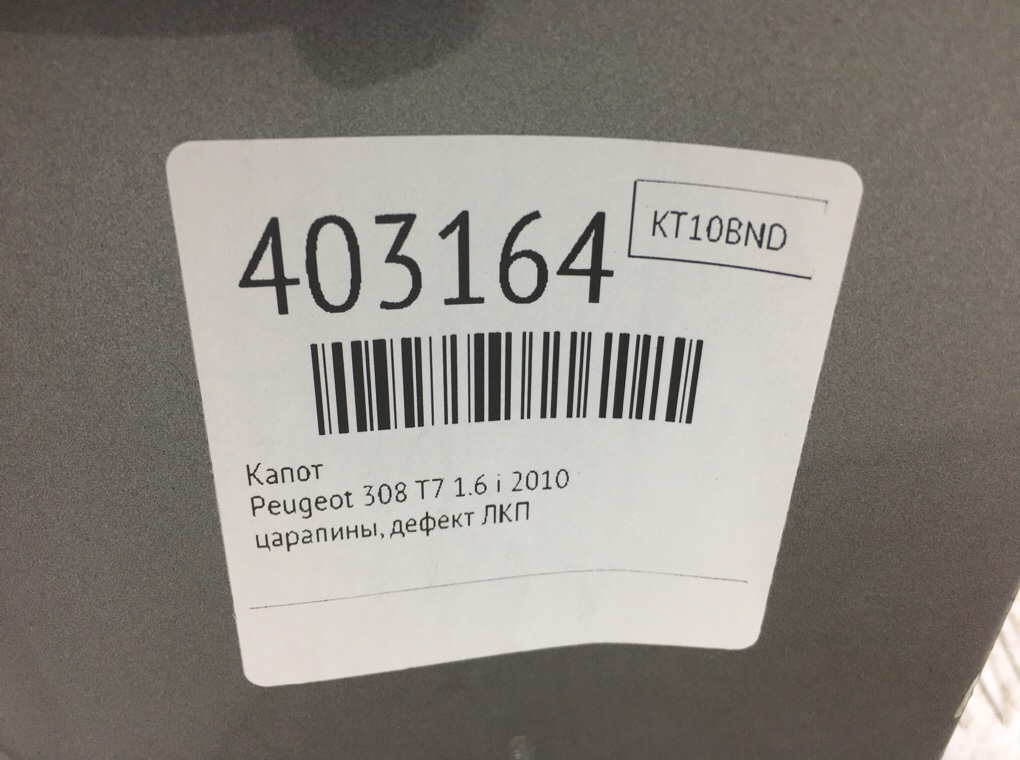 403164
KT10BND
Капот
Peugeot 308 T7 1.6 i 2010
царапины, дефект ЛКП